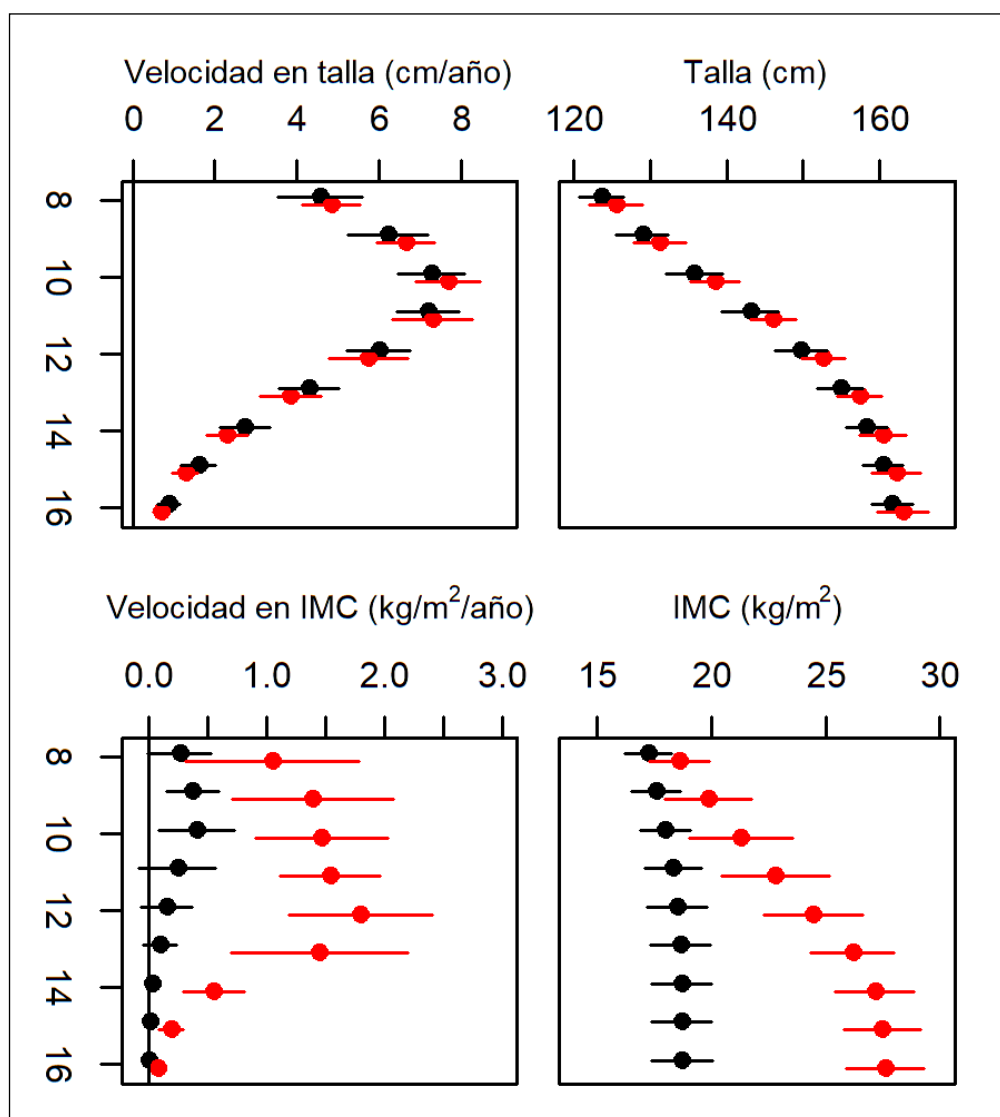 Velocidad en talla (cm/año)
Talla (cm)
0 2 4 6 8
120 140 160
8
10
12
14
16
Velocidad en IMC (kg/m²/año)
IMC (kg/m²)
0.0 1.0 2.0 3.0
15 20 25 30
8
10
12
14
16